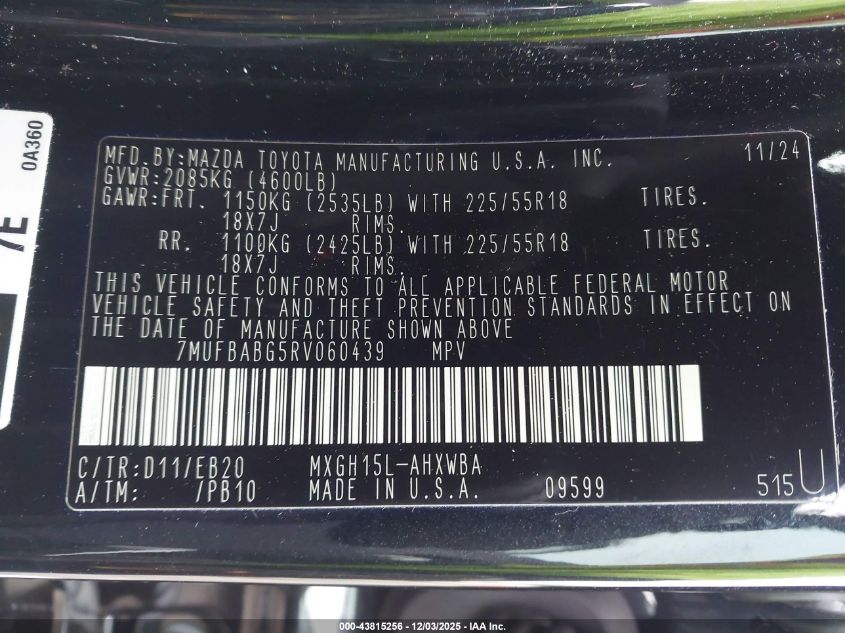 0A360
7E
MFD.BY:MAZDA TOYOTA MANUFACTURING U.S.A. INC. 11/24
GVWR:2085KG (4600LB)
GAWR:FRT. 1150KG (2535LB) WITH 225/55R18 TIRES.
18X7J RIMS.
RR. 1100KG (2425LB) WITH 225/55R18 TIRES.
18X7J RIMS.
THIS VEHICLE CONFORMS TO ALL APPLICABLE FEDERAL MOTOR
VEHICLE SAFETY AND THEFT PREVENTION STANDARDS IN EFFECT ON
THE DATE OF MANUFACTURE SHOWN ABOVE
7MUFBABG5RV060439 MPV
C/TR:D11/EB20 MXGH15L-AHXWBA
A/TM: /PB10 MADE IN U.S.A. 09599 515U
000-43815256 - 12/03/2025 - IAA Inc.